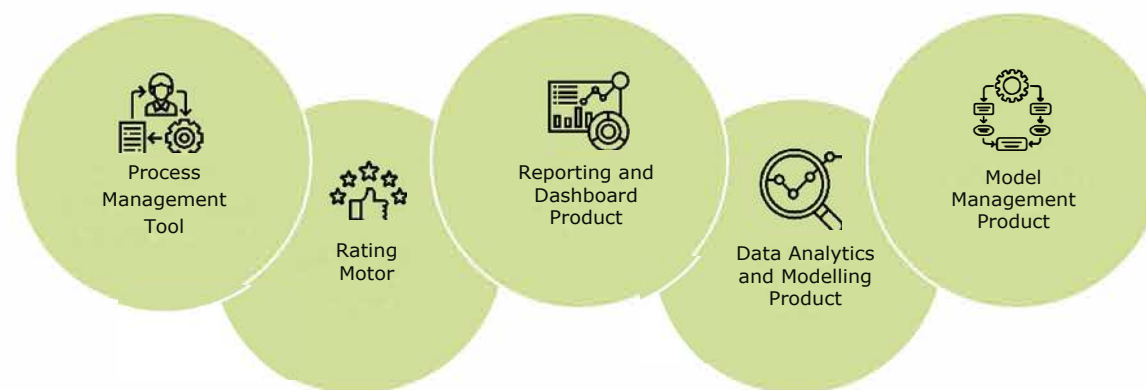 Process
Management
Tool
Rating
Motor
Reporting and
Dashboard
Product
Data Analytics
and Modelling
Product
Model
Management
Product